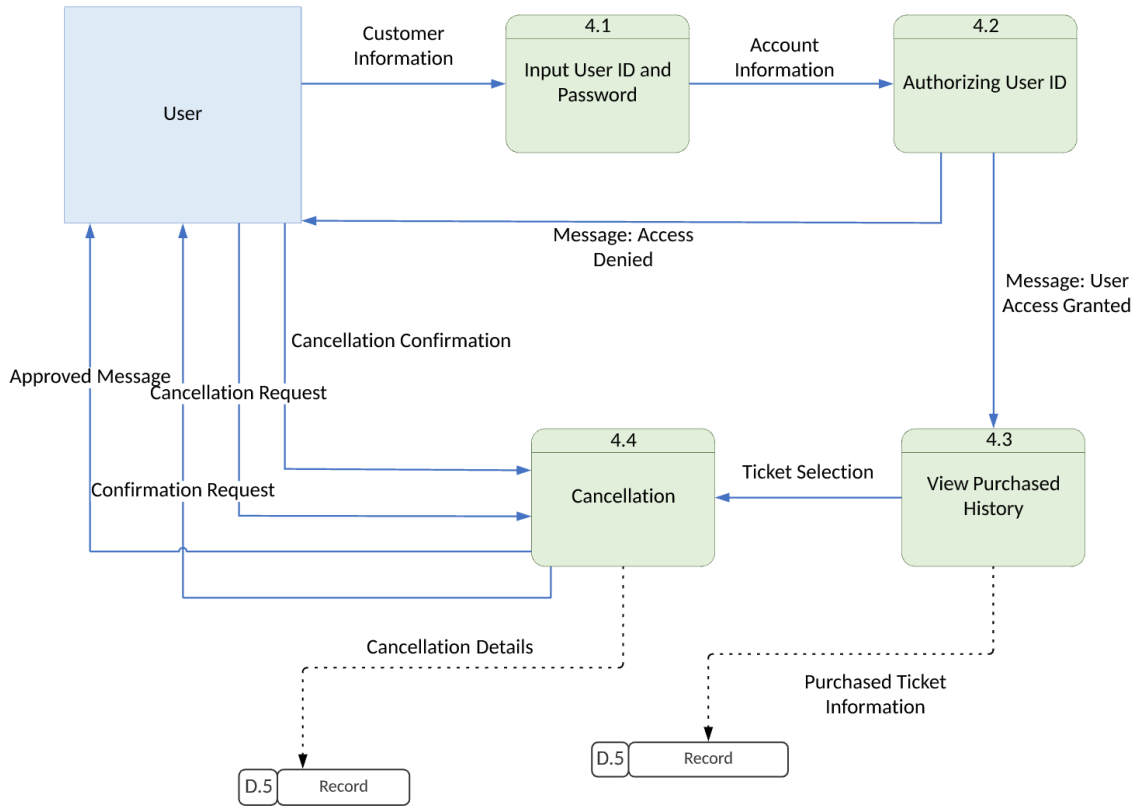 4.1
4.2
Customer
Information
Account
Information
Input User ID and
Password
Authorizing User ID
User
Message: Access
Denied
Message: User
Access Granted
Cancellation Confirmation
Approved Message
Cancellation Request
4.4
4.3
Ticket Selection
View Purchased
History
Confirmation Request
Cancellation
Cancellation Details
Purchased Ticket
Information
D.5 Record
D.5 Record